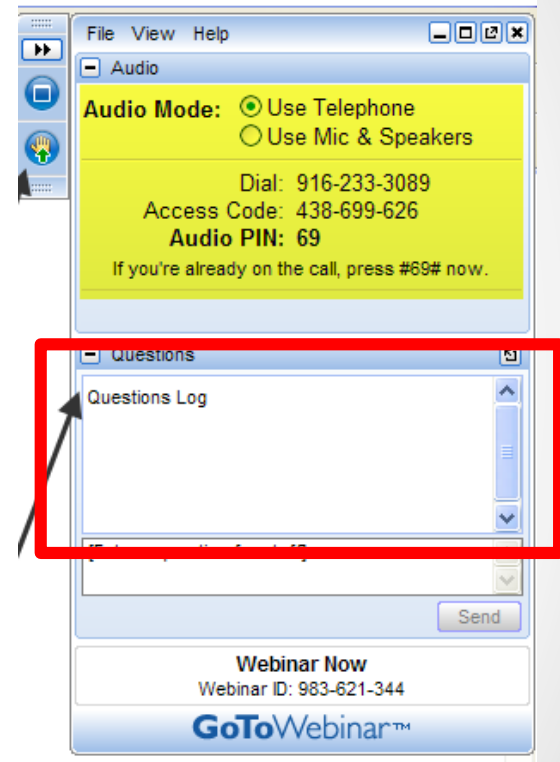 File View Help
Audio
Audio Mode: Use Telephone
Use Mic & Speakers
Dial: 916-233-3089
Access Code: 438-699-626
Audio PIN: 69
If you're already on the call, press #69# now.
Questions
Questions Log
Send
Webinar Now
Webinar ID: 983-621-344
GoToWebinar™